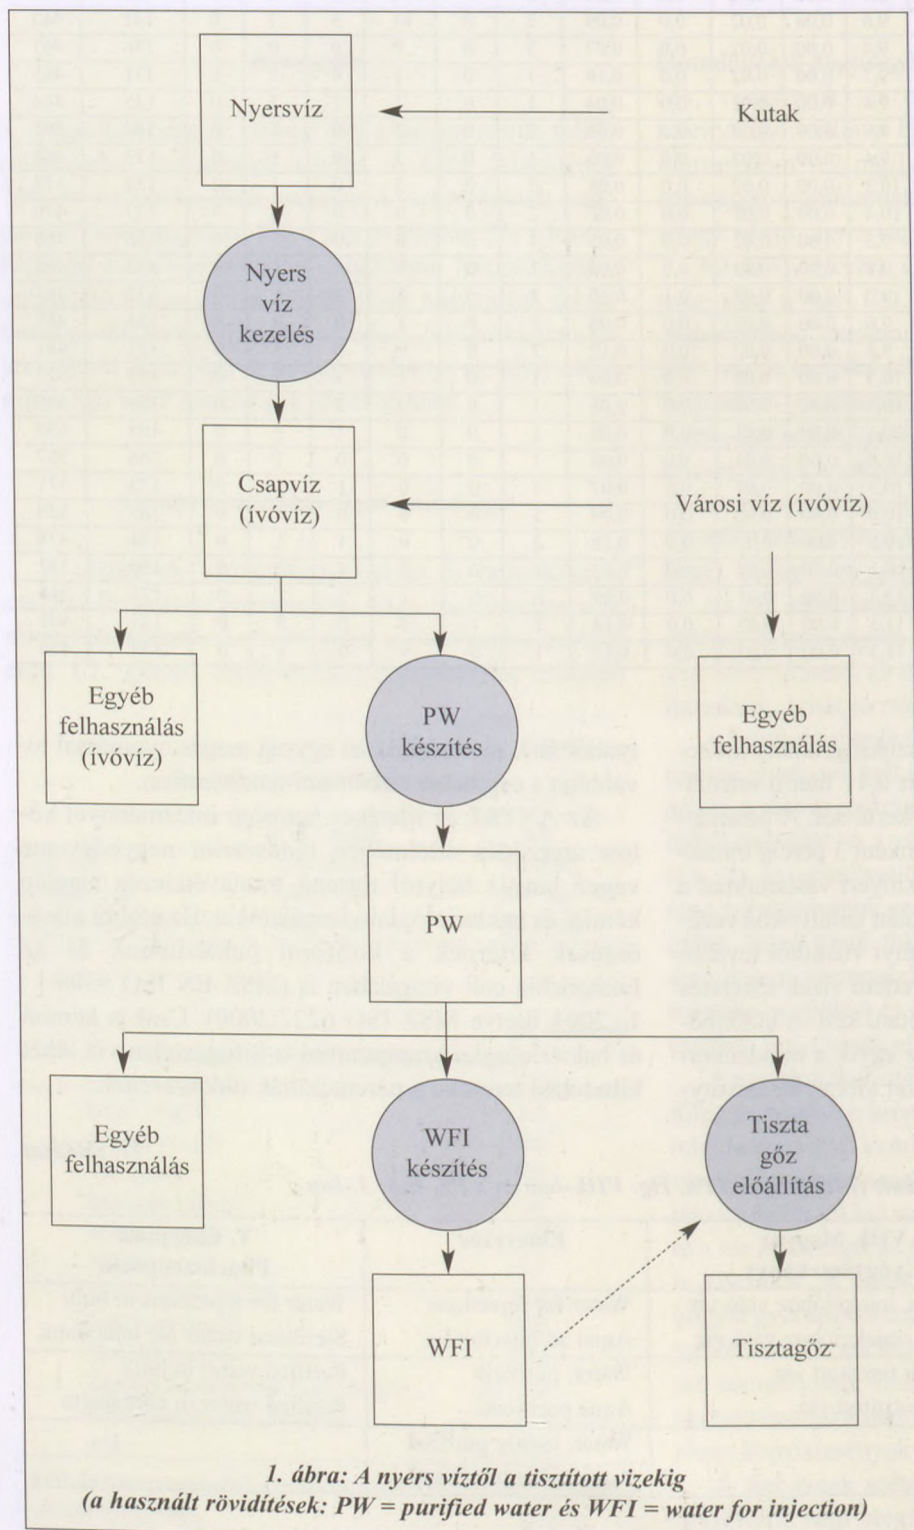 Nyersvíz
Kutak
Nyers
víz
kezelés
Csapvíz
(ívóvíz)
Városi víz (ívóvíz)
Egyéb
felhasználás
(ívóvíz)
PW
készítés
Egyéb
felhasználás
PW
Egyéb
felhasználás
WFI
készítés
Tiszta
gőz
előállítás
WFI
Tisztagőz
1. ábra: A nyers víztől a tisztított vizekig
(a használt rövidítések: PW = purified water és WFI = water for injection)